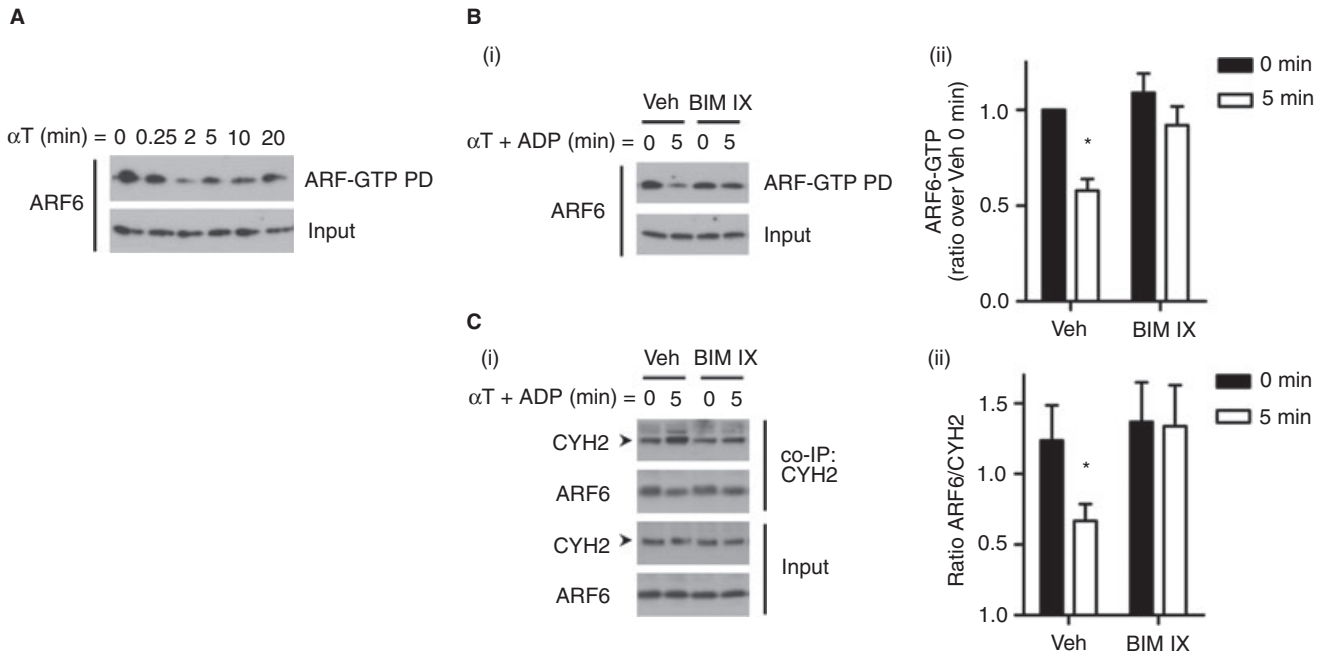 A
αT (min) = 0 0.25 2 5 10 20
ARF6
ARF-GTP PD
Input
B
(i)
Veh BIM IX
αT + ADP (min) = 0 5 0 5
ARF6
ARF-GTP PD
Input
(ii)
ARF6-GTP
(ratio over Veh 0 min)
1.0
0.5
0.0
Veh BIM IX
*
0 min
5 min
C
(i)
Veh BIM IX
αT + ADP (min) = 0 5 0 5
CYH2
ARF6
co-IP:
CYH2
CYH2
ARF6
Input
(ii)
Ratio ARF6/CYH2
1.5
1.0
0.5
1.0
Veh BIM IX
*
0 min
5 min